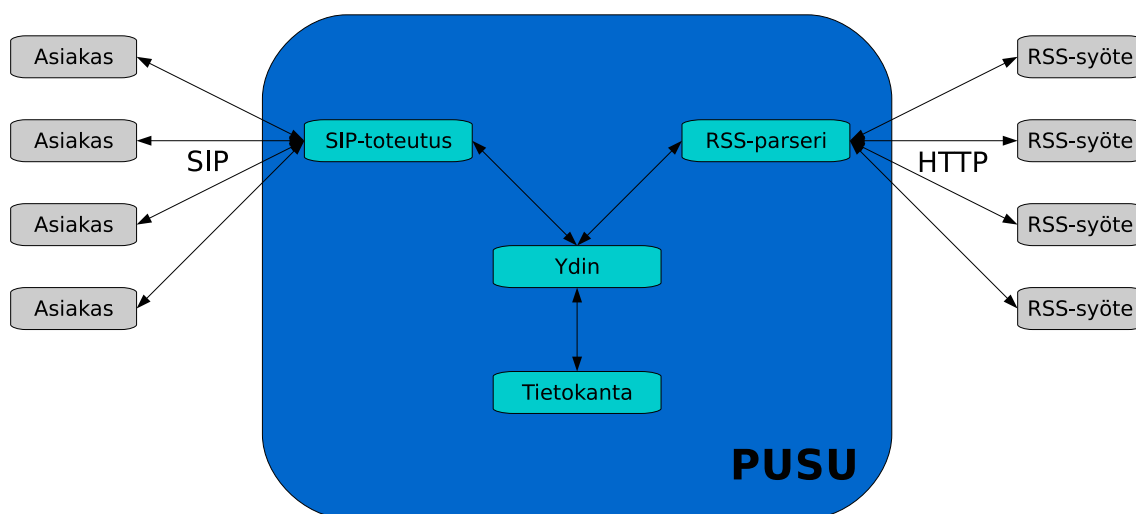 Asiakas
RSS-syöte
Asiakas
SIP-toteutus
RSS-parseri
RSS-syöte
SIP
HTTP
Asiakas
RSS-syöte
Ydin
Asiakas
RSS-syöte
Tietokanta
PUSU